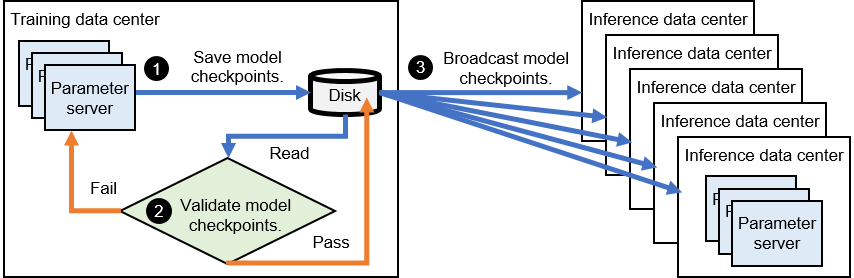 Training data center
P
P
Parameter
server
1
Save model
checkpoints.
Disk
Read
Fail
2
Validate model
checkpoints.
Pass
3
Broadcast model
checkpoints.
Inference data center
Inference data center
Inference data center
Inference data center
Inference data center
P
P
Parameter
server